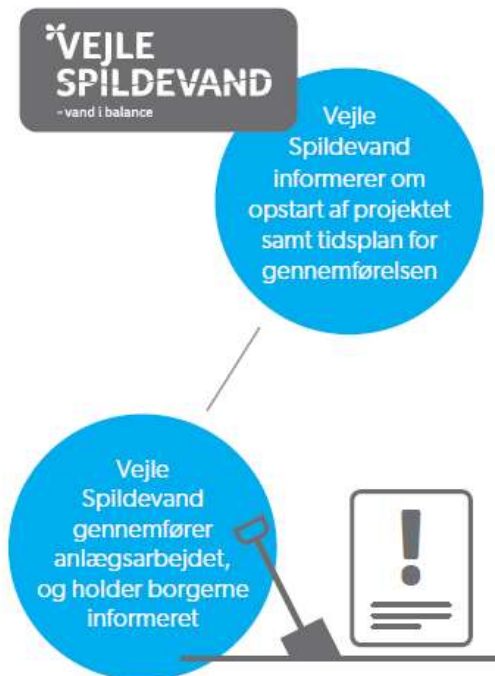 VEJLE
SPILDEVAND
- vand i balance
Vejle
Spildevand
informerer om
opstart af projektet
samt tidsplan for
gennemførelsen
Vejle
Spildevand
gennemfører
anlægsarbejdet,
og holder borgerne
informeret
!